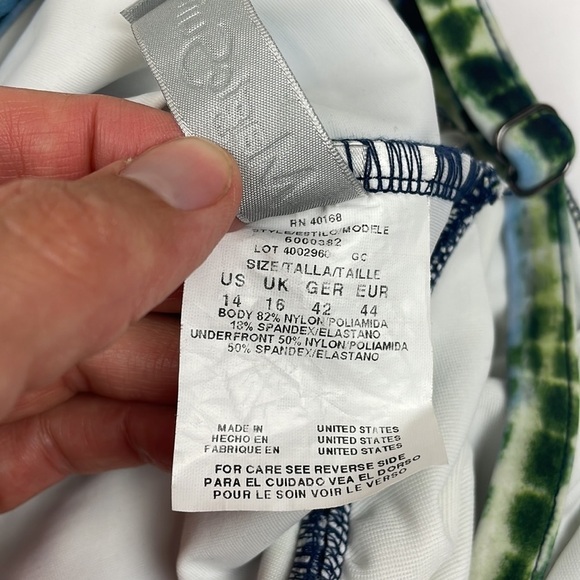 RN 40168
STYLE/ESTILO/MODELE
6000382
LOT 4002960 GC
SIZE/TALLA/TAILLE
US UK GER EUR
14 16 42 44
BODY 82% NYLON/POLIAMIDA
18% SPANDEX/ELASTANO
UNDERFRONT 50% NYLON/POLIAMIDA
50% SPANDEX/ELASTANO
MADE IN UNITED STATES
HECHO EN UNITED STATES
FABRIQUE EN UNITED STATES
FOR CARE SEE REVERSE SIDE
PARA EL CUIDADO VEA EL DORSO
POUR LE SOIN VOIR LE VERSO